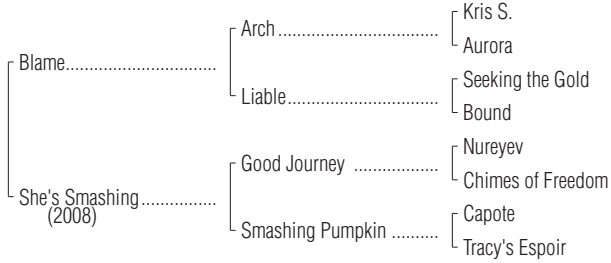 Kris S.
Arch ..................................
Aurora
Blame................................
Seeking the Gold
Liable................................
Bound
Nureyev
Good Journey ..................
Chimes of Freedom
She's Smashing................
(2008)
Capote
Smashing Pumpkin ..........
Tracy's Espoir